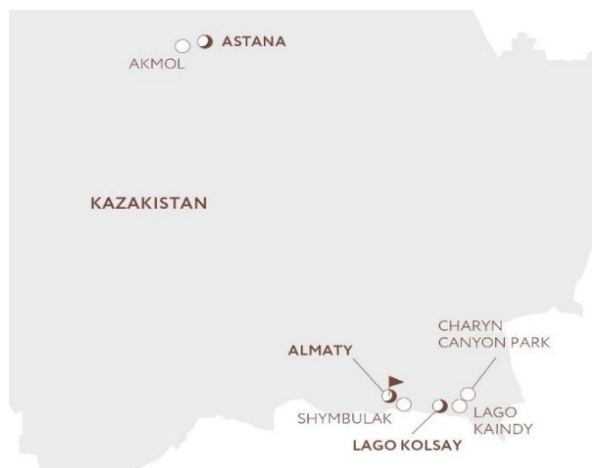 ASTANA
AKMOL
KAZAKISTAN
CHARYN
CANYON PARK
ALMATY
SHYMBULAK
LAGO
KAINDY
LAGO KOLSAY